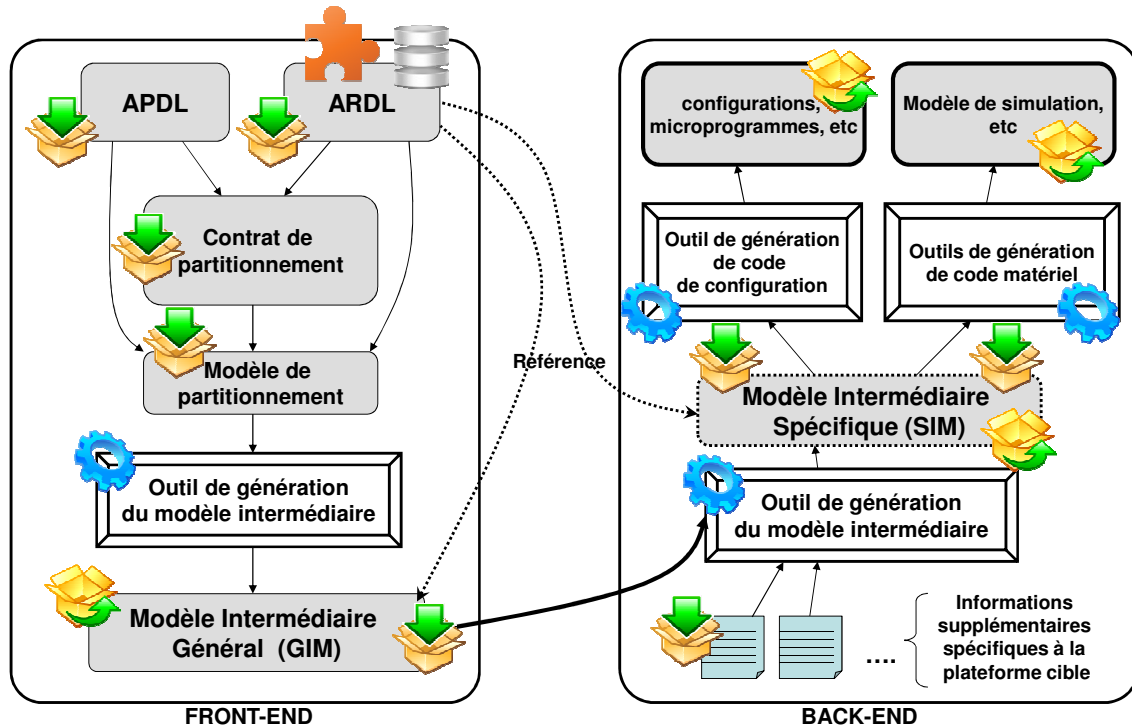 APDL
ARDL
Contrat de
partitionnement
Modèle de
partitionnement
Outil de génération
du modèle intermédiaire
Modèle Intermédiaire
Général (GIM)
FRONT-END
Référence
configurations,
microprogrammes, etc
Modèle de simulation,
etc
Outil de génération
de code
de configuration
Outils de génération
de code matériel
Modèle Intermédiaire
Spécifique (SIM)
Outil de génération
du modèle intermédiaire
....
Informations
supplémentaires
spécifiques à la
plateforme cible
BACK-END